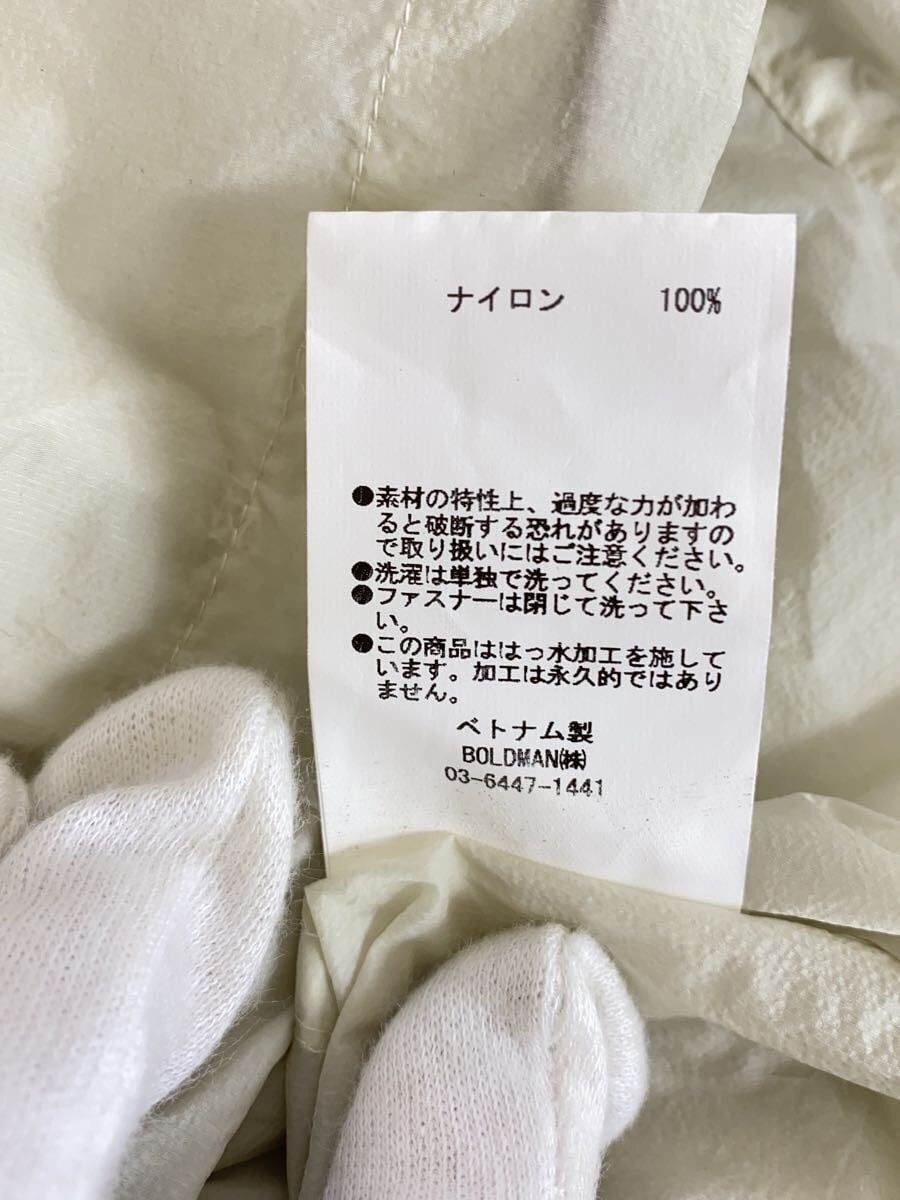 ナイロン 100%
●素材の特性上、過度な力が加わ
ると破断する恐れがありますの
で取り扱いにはご注意ください。
●洗濯は単独で洗ってください。
●ファスナーは閉じて洗って下さ
い。
●この商品ははっ水加工を施して
います。加工は永久的ではあり
ません。
ベトナム製
BOLDMAN㈱
03-6447-1441